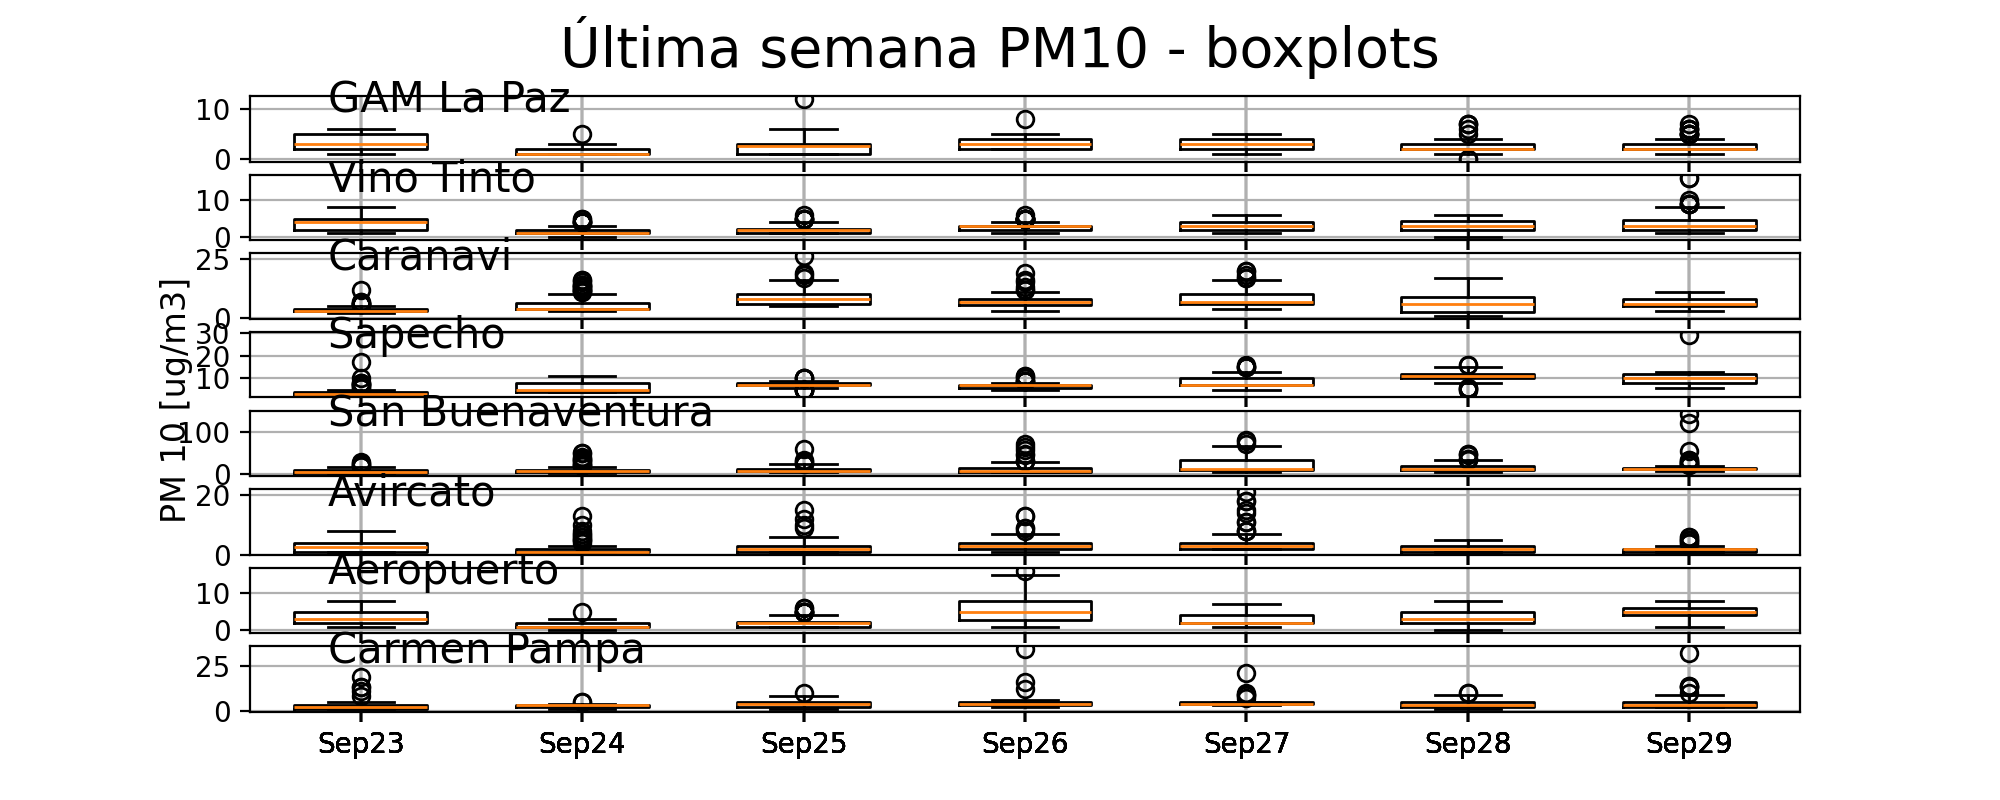 Última semana PM10 - boxplots
GAM La Paz
10
0
Vino Tinto
10
0
Caranavi
25
0
Sapecho
30
20
10
San Buenaventura
100
0
Avircato
20
0
Aeropuerto
10
0
Carmen Pampa
25
0
PM 10 [ug/m3]
Sep23 Sep24 Sep25 Sep26 Sep27 Sep28 Sep29